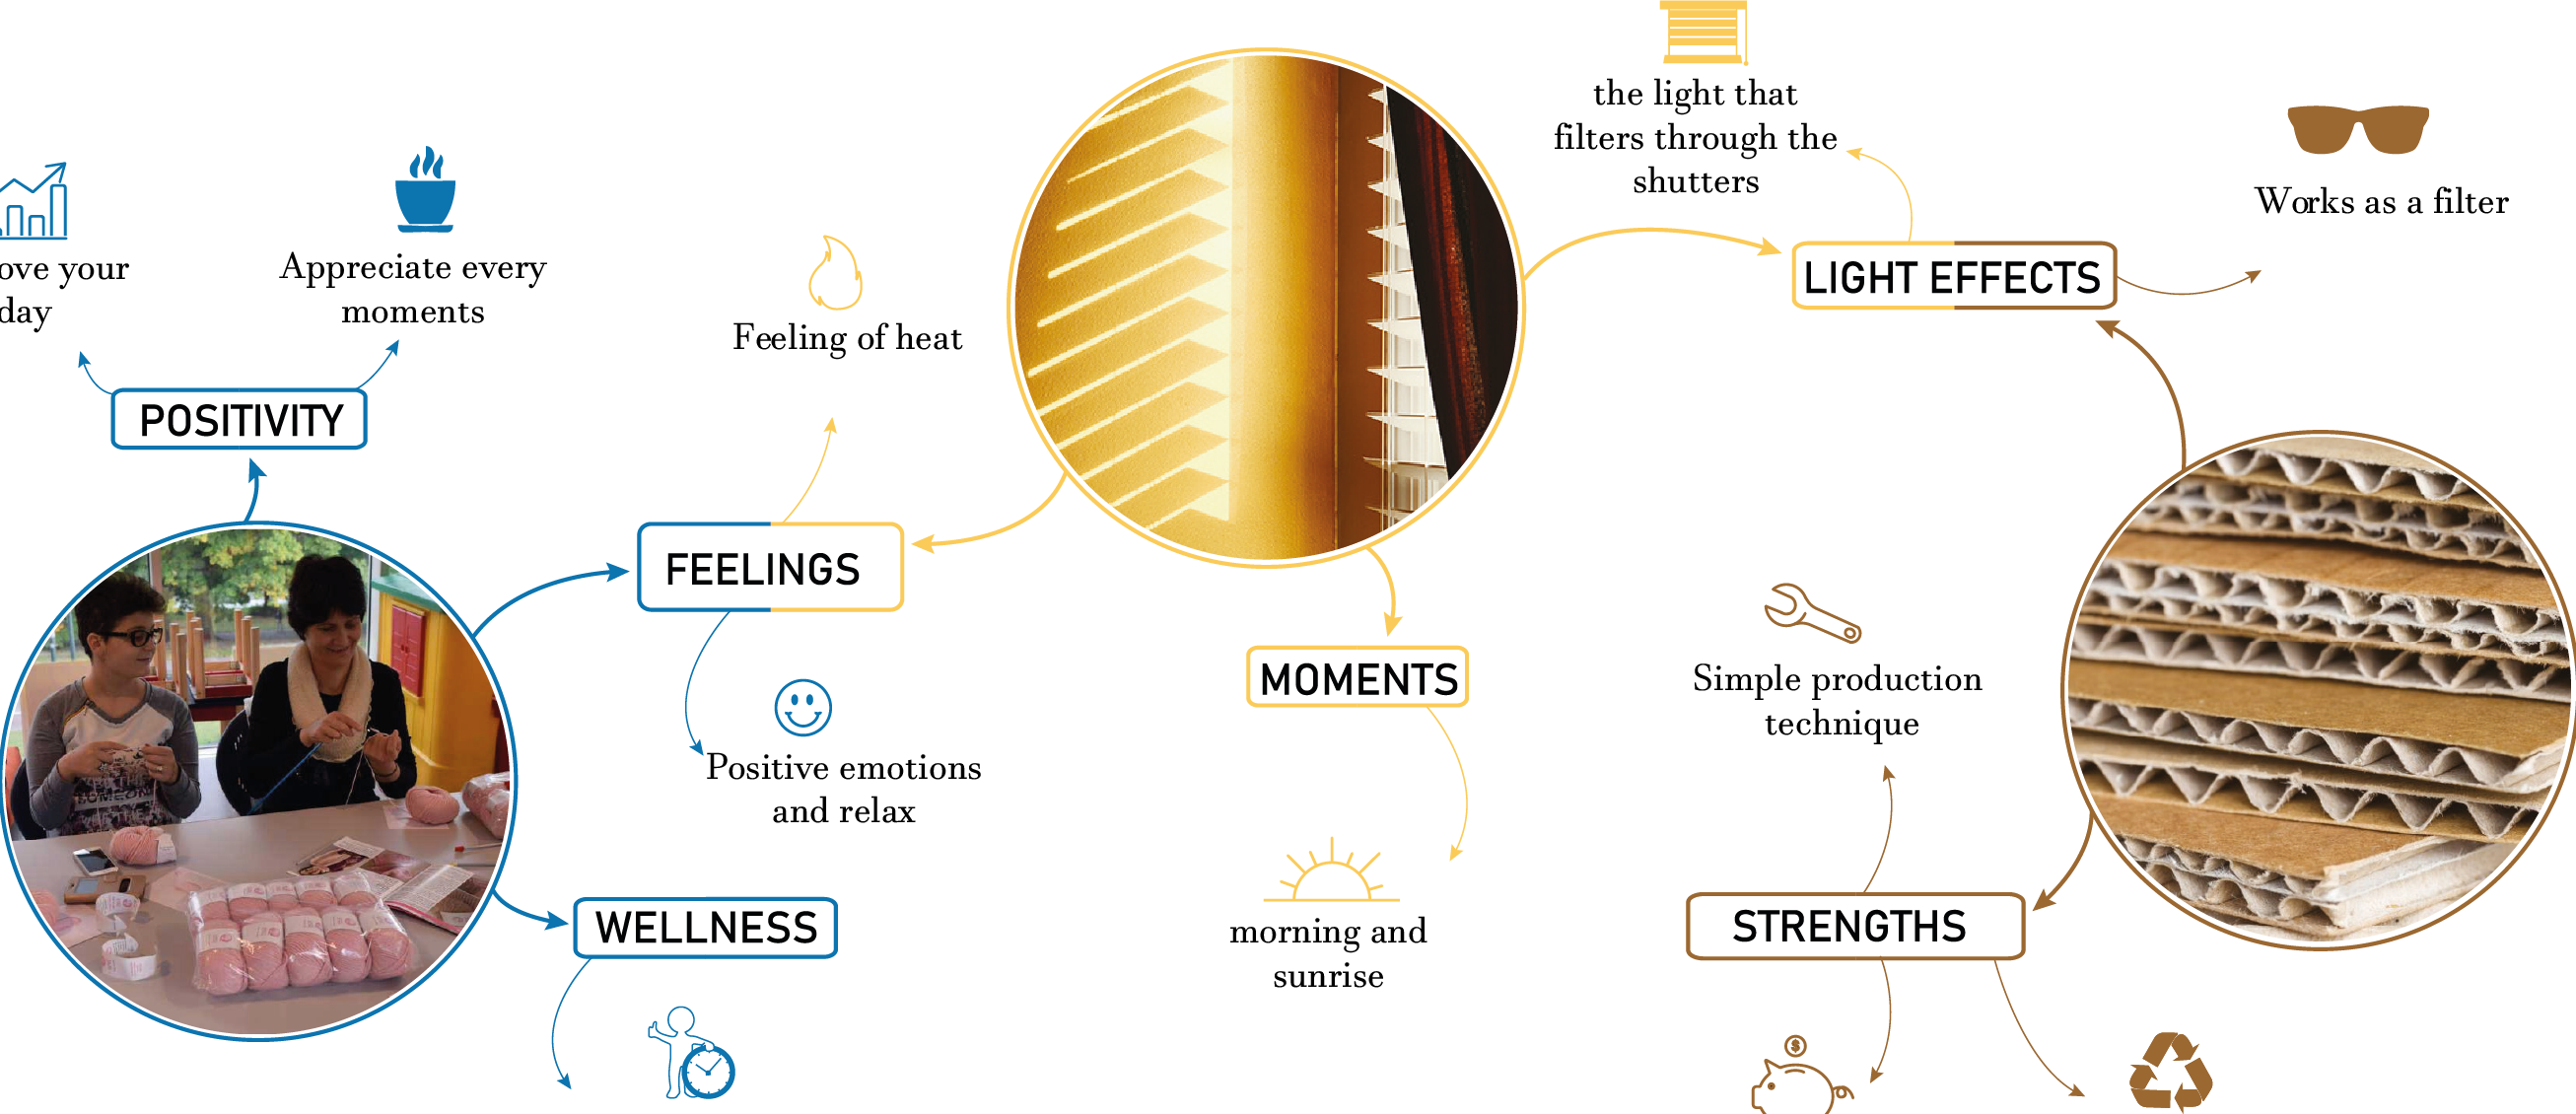 the light that
filters through the
shutters
Works as a filter
LIGHT EFFECTS
ove your
day
Appreciate every
moments
POSITIVITY
Feeling of heat
FEELINGS
Positive emotions
and relax
WELLNESS
MOMENTS
morning and
sunrise
Simple production
technique
STRENGTHS
$